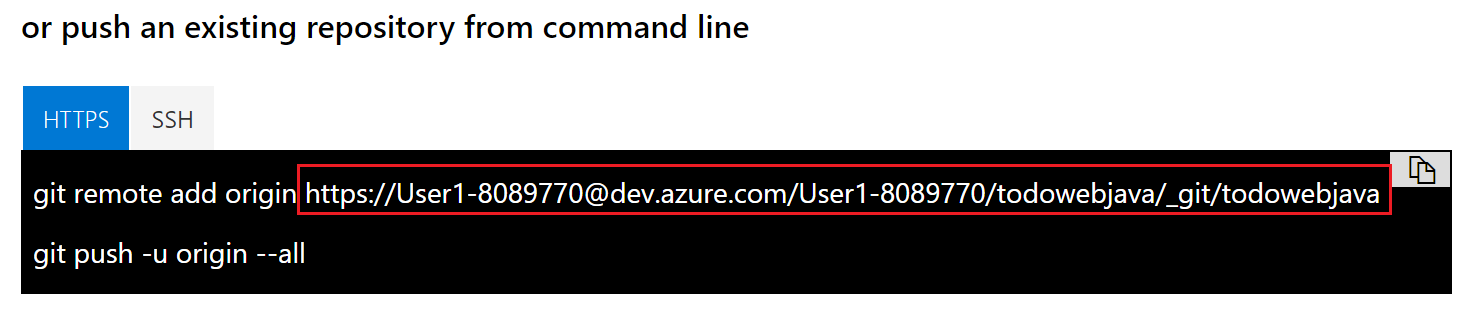 or push an existing repository from command line
HTTPS
SSH
git remote add origin https://User1-8089770@dev.azure.com/User1-8089770/todowebjava/_git/todowebjava
git push -u origin --all